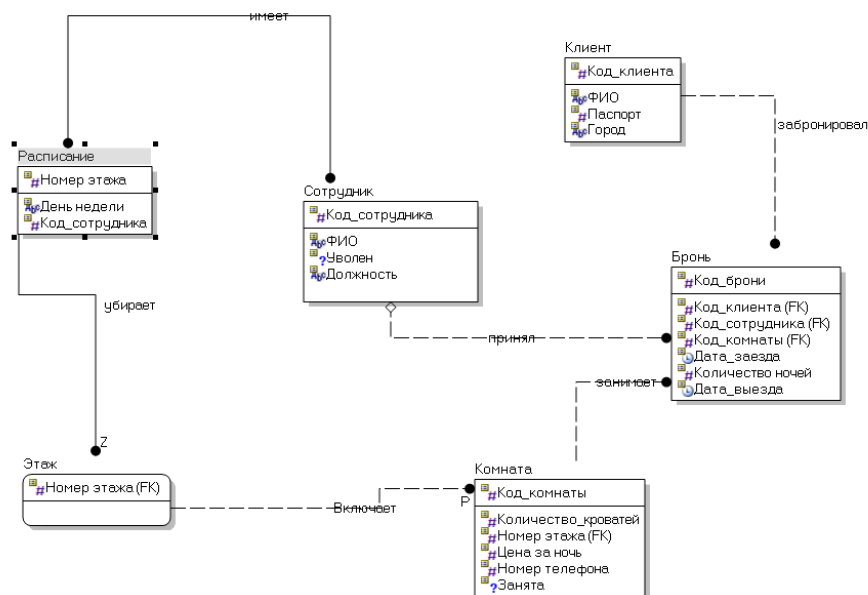 имеет
Клиент
Код_клиента
ФИО
Паспорт
Город
забронировал
Расписание
Номер этажа
День недели
Код_сотрудника
Сотрудник
Код_сотрудника
ФИО
Уволен
Должность
Бронь
Код_брони
Код_клиента (FK)
Код_сотрудника (FK)
Код_комнаты (FK)
Дата_заезда
Количество ночей
Дата_выезда
убирает
принял
занимает
Z
Этаж
Номер этажа (FK)
Включает
P
Комната
Код_комнаты
Количество_кроватей
Номер этажа (FK)
Цена за ночь
Номер телефона
Занята